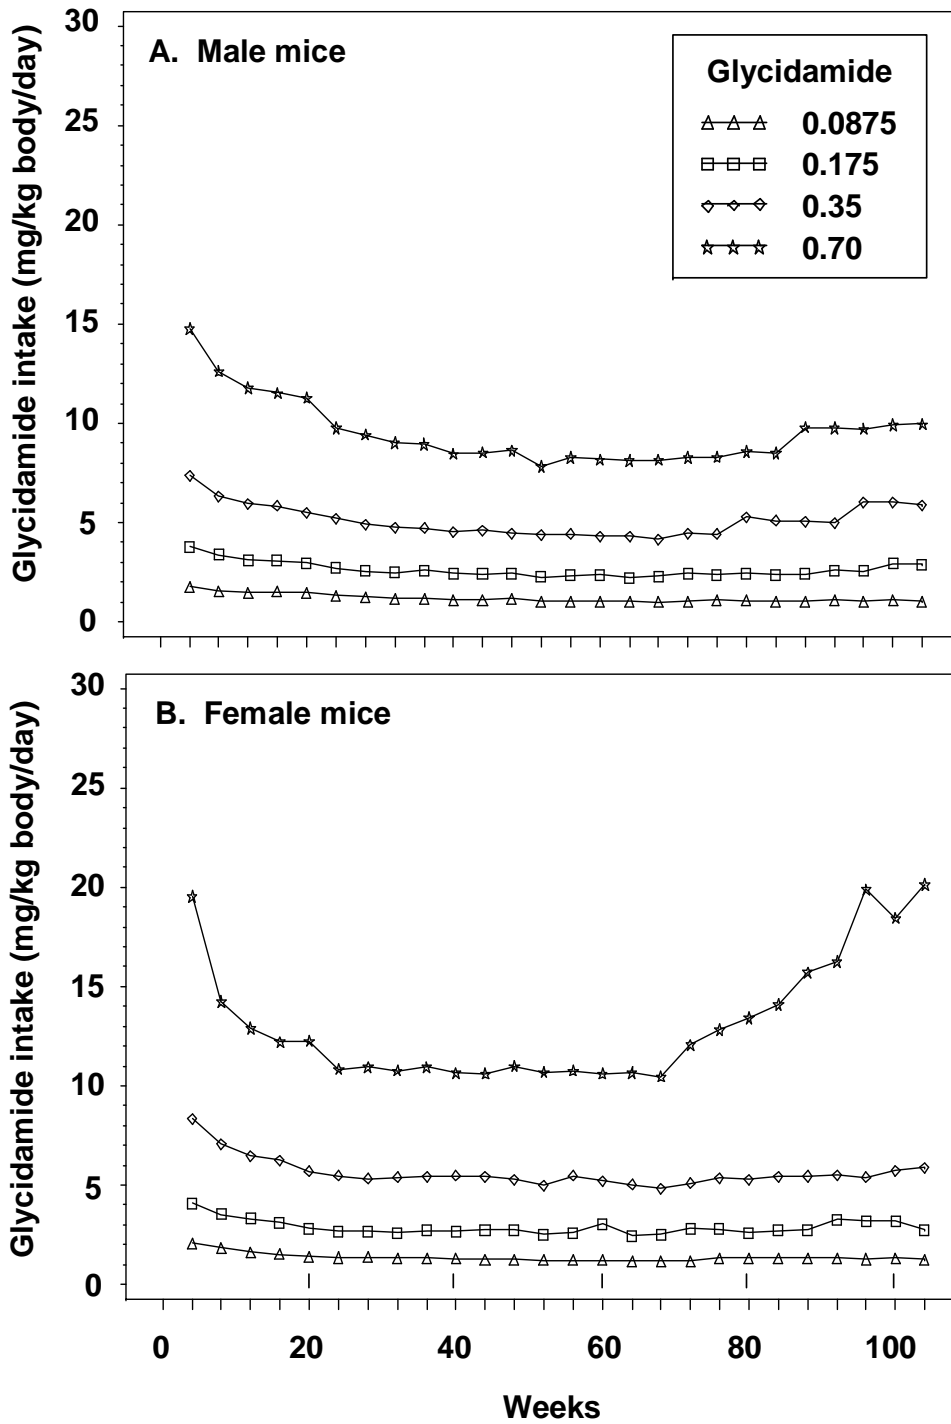 A. Male mice
Glycidamide
0.0875
0.175
0.35
0.70
30
25
20
15
10
5
0
Glycidamide intake (mg/kg body/day)
B. Female mice
30
25
20
15
10
5
0
Glycidamide intake (mg/kg body/day)
0 20 40 60 80 100
Weeks